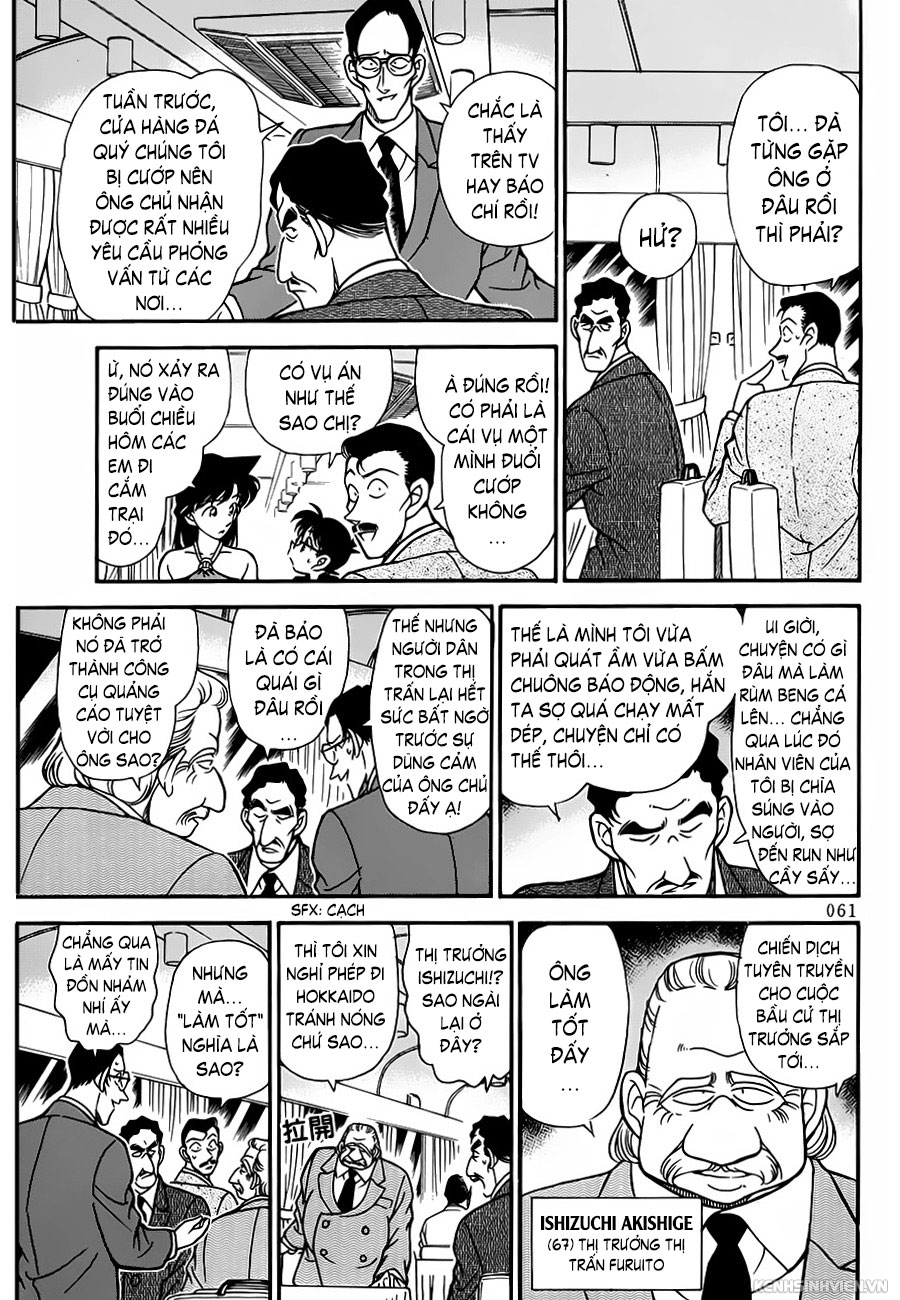 TÔI... ĐÀ
TỪNG GẶP
ÔNG Ở
ĐÂU RỒI
THÌ PHẢI?
HỬ?
CHẮC LÀ
THẤY
TRÊN TV
HAY BÁO
CHÍ RỒI!
TUẦN TRƯỚC,
CỬA HÀNG ĐÁ
QUÝ CHÚNG TÔI
BỊ CƯỚP NÊN
ÔNG CHỦ NHẬN
ĐƯỢC RẤT NHIỀU
YÊU CẦU PHỎNG
VẤN TỪ CÁC
NƠI...
À ĐÚNG RỒI!
CÓ PHẢI LÀ
CÁI VỤ MỘT
MÌNH ĐUỔI
CƯỚP
KHÔNG
...
CÓ VỤ ÁN
NHƯ THẾ
SAO CHỊ?
Ừ, NÓ XẢY RA
ĐÚNG VÀO
BUỔI CHIỀU
HÔM CÁC
EM ĐI
CẮM
TRẠI
ĐÓ...
UI GIỜI,
CHUYỆN CÓ GÌ
ĐÂU MÀ LÀM
RÙM BENG CẢ
LÊN... CHẲNG
QUA LÚC ĐÓ
NHÂN VIÊN CỦA
TÔI BỊ CHĨA
SÚNG VÀO
NGƯỜI, SỢ
ĐẾN RUN NHƯ
CẦY SẤY...
THẾ LÀ MÌNH TÔI VỪA
PHẢI QUÁT ẦM VỪA BẤM
CHUÔNG BÁO ĐỘNG, HẮN
TA SỢ QUÁ CHẠY MẤT
DÉP, CHUYỆN CHỈ CÓ
THẾ THÔI...
THẾ NHƯNG
NGƯỜI DÂN
TRONG THỊ
TRẤN LẠI HẾT
SỨC BẤT NGỜ
TRƯỚC SỰ
DŨNG CẢM
CỦA ÔNG CHỦ
ĐẤY Ạ!
ĐÀ BẢO
LÀ CÓ CÁI
QUÁI GÌ
ĐÂU RỒI
...
KHÔNG PHẢI
NÓ ĐÃ TRỞ
THÀNH CÔNG
CỤ QUẢNG
CÁO TUYỆT
VỜI CHO
ÔNG SAO?
SFX: CẠCH
061
CHIẾN DỊCH
TUYÊN TRUYỀN
CHO CUỘC
BẦU CỬ THỊ
TRƯỞNG SẮP
TỚI...
ÔNG
LÀM
TỐT
ĐẤY
...
ISHIZUCHI AKISHIGE
(67) THỊ TRƯỞNG THỊ
TRẤN FURUITO
THỊ TRƯỞNG
ISHIZUCHI!?
SAO NGÀI
LẠI Ở
ĐÂY?
THÌ TÔI XIN
NGHỈ PHÉP ĐI
HOKKAIDO
TRÁNH NÓNG
CHỨ SAO...
拉開
NHƯNG
MÀ...
"LÀM TỐT"
NGHĨA LÀ
SAO?
CHẲNG QUA
LÀ MẤY TIN
ĐỒN NHẢM
NHÍ ẤY
MÀ...
KENHSINHVIEN.VN